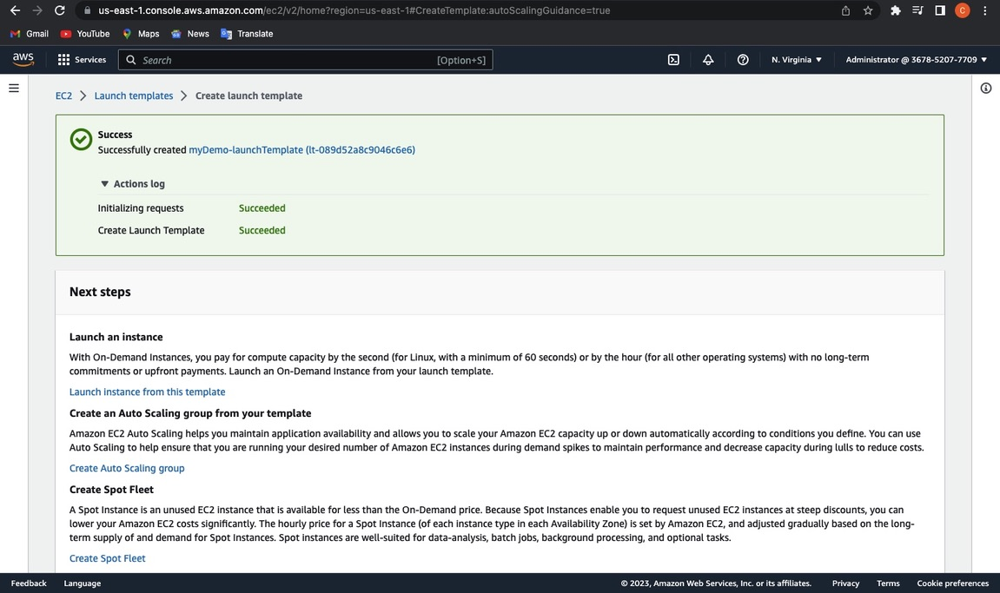 us-east-1.console.aws.amazon.com/ec2/v2/home?region=us-east-1#CreateTemplate:autoScalingGuidance=true
C
Gmail YouTube Maps News Translate
aws Services Search [Option+S] N. Virginia Administrator @ 3678-5207-7709
EC2 Launch templates Create launch template
Success
Successfully created myDemo-launchTemplate (lt-089d52a8c9046c6e6)
Actions log
Initializing requests Succeeded
Create Launch Template Succeeded
Next steps
Launch an instance
With On-Demand Instances, you pay for compute capacity by the second (for Linux, with a minimum of 60 seconds) or by the hour (for all other operating systems) with no long-term
commitments or upfront payments. Launch an On-Demand Instance from your launch template.
Launch instance from this template
Create an Auto Scaling group from your template
Amazon EC2 Auto Scaling helps you maintain application availability and allows you to scale your Amazon EC2 capacity up or down automatically according to conditions you define. You can use
Auto Scaling to help ensure that you are running your desired number of Amazon EC2 instances during demand spikes to maintain performance and decrease capacity during lulls to reduce costs.
Create Auto Scaling group
Create Spot Fleet
A Spot Instance is an unused EC2 instance that is available for less than the On-Demand price. Because Spot Instances enable you to request unused EC2 instances at steep discounts, you can
lower your Amazon EC2 costs significantly. The hourly price for a Spot Instance (of each instance type in each Availability Zone) is set by Amazon EC2, and adjusted gradually based on the long-
term supply of and demand for Spot Instances. Spot instances are well-suited for data-analysis, batch jobs, background processing, and optional tasks.
Create Spot Fleet
Feedback Language © 2023, Amazon Web Services, Inc. or its affiliates. Privacy Terms Cookie preferences